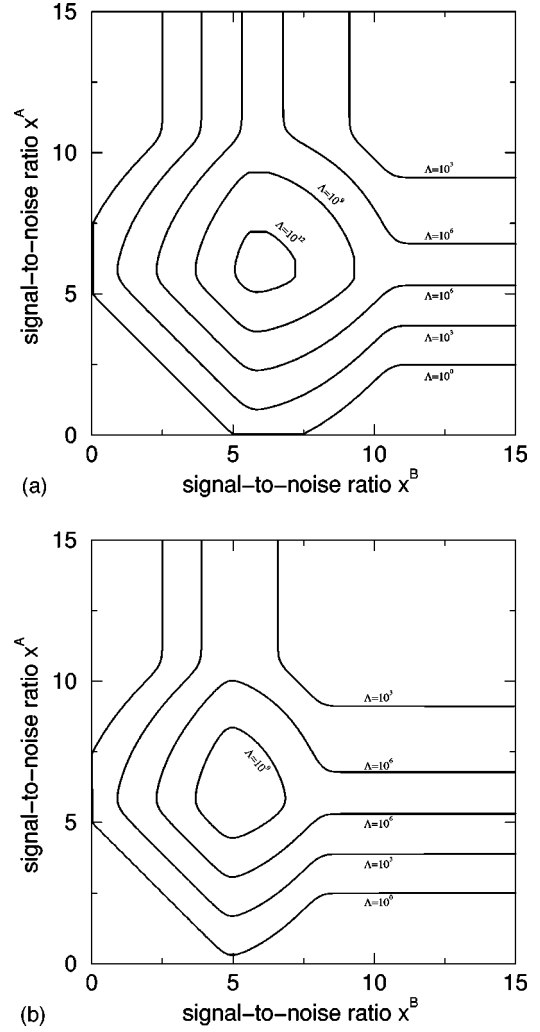 15
10
5
0
signal−to−noise ratio x^A
Λ=10^3
Λ=10^9
Λ=10^6
Λ=10^12
Λ=10^6
Λ=10^3
Λ=10^0
0 5 10 15
(a) signal−to−noise ratio x^B
15
10
5
0
signal−to−noise ratio x^A
Λ=10^3
Λ=10^9
Λ=10^6
Λ=10^6
Λ=10^3
Λ=10^0
0 5 10 15
(b) signal−to−noise ratio x^B